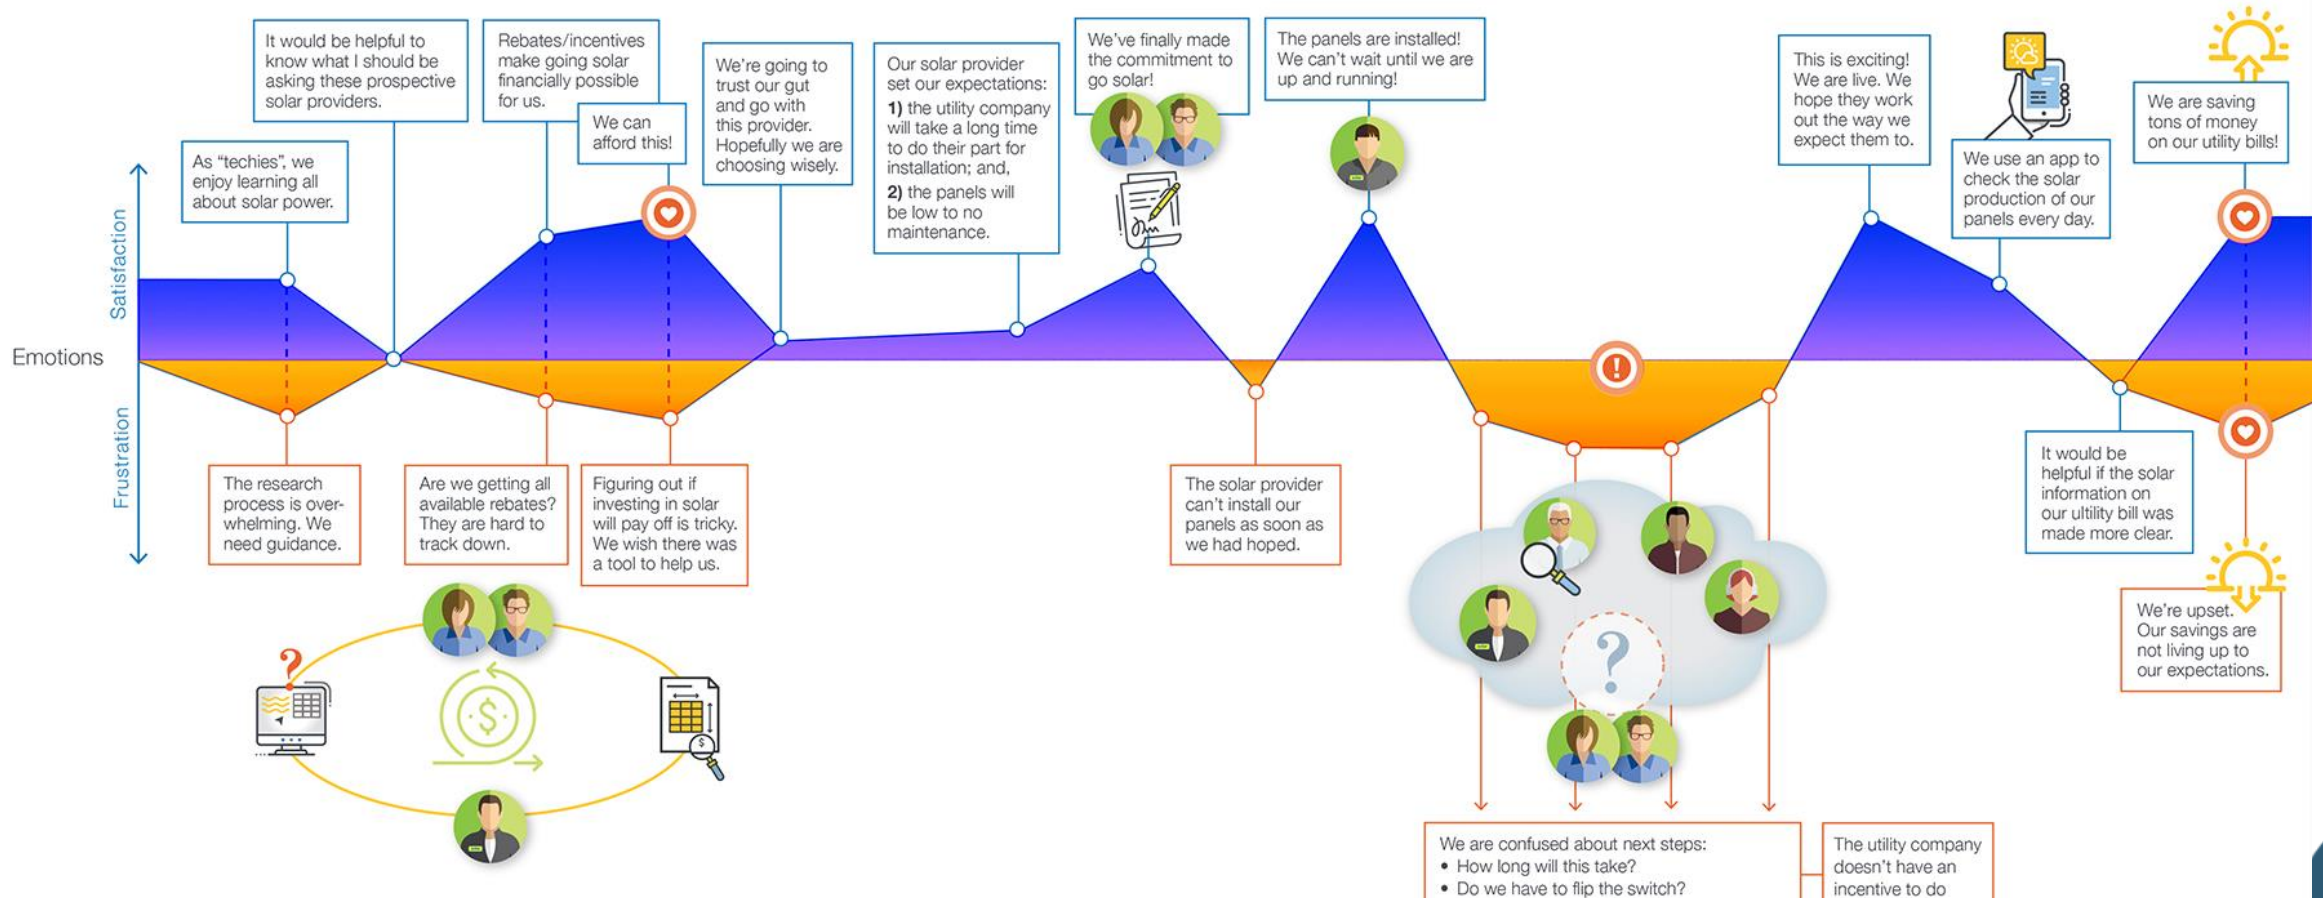 As “techies”, we
enjoy learning all
about solar power.
It would be helpful to
know what I should be
asking these prospective
solar providers.
Rebates/incentives
make going solar
financially possible
for us.
We can
afford this!
We’re going to
trust our gut
and go with
this provider.
Hopefully we are
choosing wisely.
Our solar provider
set our expectations:
1) the utility company
will take a long time
to do their part for
installation; and,
2) the panels will
be low to no
maintenance.
We’ve finally made
the commitment to
go solar!
The panels are installed!
We can’t wait until we are
up and running!
This is exciting!
We are live. We
hope they work
out the way we
expect them to.
We use an app to
check the solar
production of our
panels every day.
We are saving
tons of money
on our utility bills!
Satisfaction
Emotions
Frustration
!
The research
process is over-
whelming. We
need guidance.
Are we getting all
available rebates?
They are hard to
track down.
Figuring out if
investing in solar
will pay off is tricky.
We wish there was
a tool to help us.
The solar provider
can’t install our
panels as soon as
we had hoped.
It would be
helpful if the solar
information on
our ultility bill was
made more clear.
We’re upset.
Our savings are
not living up to
our expectations.
?
$
$
?
We are confused about next steps:
• How long will this take?
• Do we have to flip the switch?
The utility company
doesn’t have an
incentive to do